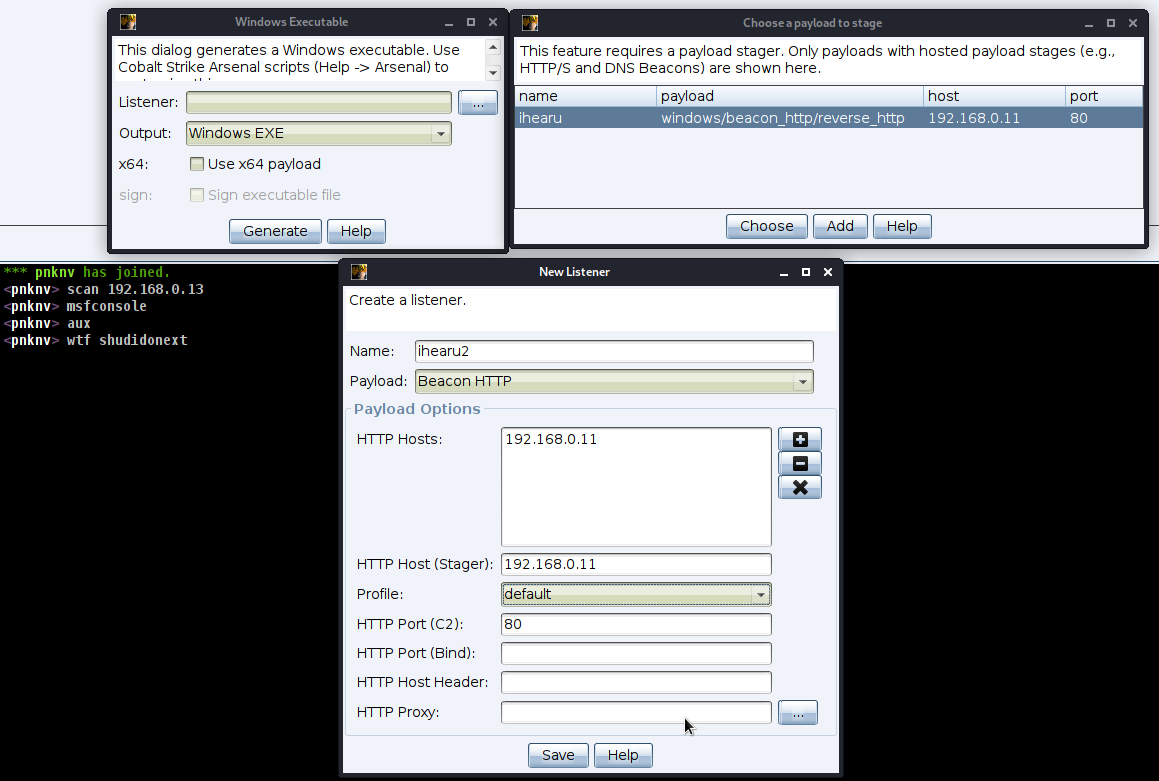 Windows Executable
This dialog generates a Windows executable. Use
Cobalt Strike Arsenal scripts (Help -> Arsenal) to
Listener:
...
Output: Windows EXE
x64: Use x64 payload
sign: Sign executable file
Generate Help
Choose a payload to stage
This feature requires a payload stager. Only payloads with hosted payload stages (e.g.,
HTTP/S and DNS Beacons) are shown here.
name payload host port
ihearu windows/beacon_http/reverse_http 192.168.0.11 80
Choose Add Help
*** pnknv has joined.
<pnknv> scan 192.168.0.13
<pnknv> msfconsole
<pnknv> aux
<pnknv> wtf shudidonext
New Listener
Create a listener.
Name: ihearu2
Payload: Beacon HTTP
Payload Options
HTTP Hosts: 192.168.0.11
HTTP Host (Stager): 192.168.0.11
Profile: default
HTTP Port (C2): 80
HTTP Port (Bind):
HTTP Host Header:
HTTP Proxy: ...
Save Help